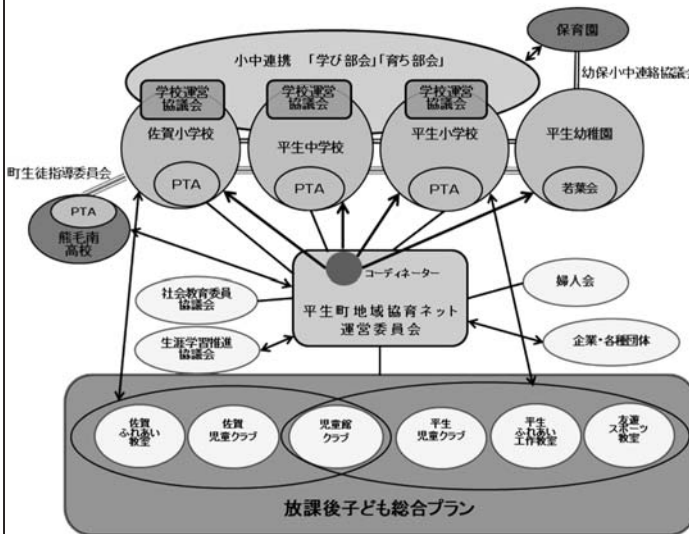 保育園
小中連携 「学び部会」「育ち部会」
幼保小中連絡協議会
学校運営
協議会
学校運営
協議会
学校運営
協議会
佐賀小学校
平生中学校
平生小学校
平生幼稚園
町生徒指導委員会
PTA
PTA
PTA
若葉会
PTA
熊毛南
高校
コーディネーター
社会教育委員
協議会
平生町地域協育ネット
運営委員会
婦人会
生涯学習推進
協議会
企業・各種団体
佐賀
ふれあい
教室
佐賀
児童クラブ
児童館
クラブ
平生
児童クラブ
平生
ふれあい
工作教室
友遊
スポーツ
教室
放課後子ども総合プラン